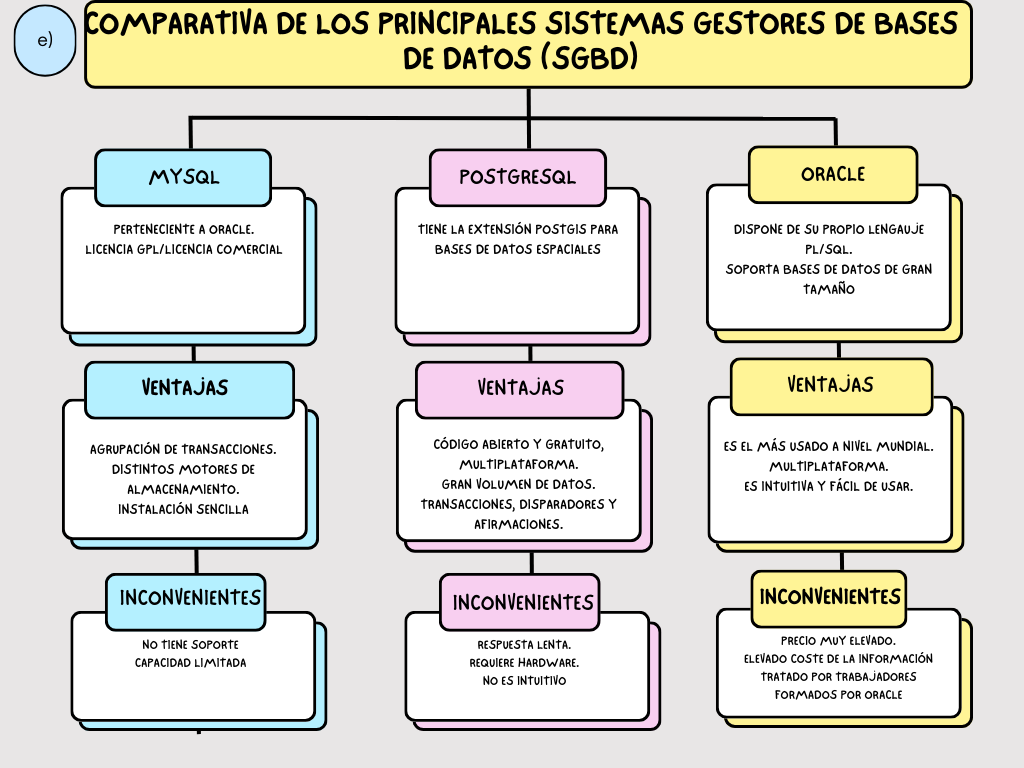 e)
COMPARATIVA DE LOS PRINCIPALES SISTEMAS GESTORES DE BASES
DE DATOS (SGBD)
MYSQL
PERTENECIENTE A ORACLE.
LICENCIA GPL/LICENCIA COMERCIAL
VENTAJAS
AGRUPACIÓN DE TRANSACCIONES.
DISTINTOS MOTORES DE
ALMACENAMIENTO.
INSTALACIÓN SENCILLA
INCONVENIENTES
NO TIENE SOPORTE
CAPACIDAD LIMITADA
POSTGRESQL
TIENE LA EXTENSIÓN POSTGIS PARA
BASES DE DATOS ESPACIALES
VENTAJAS
CÓDIGO ABIERTO Y GRATUITO,
MULTIPLATAFORMA.
GRAN VOLUMEN DE DATOS.
TRANSACCIONES, DISPARADORES Y
AFIRMACIONES.
INCONVENIENTES
RESPUESTA LENTA.
REQUIERE HARDWARE.
NO ES INTUITIVO
ORACLE
DISPONE DE SU PROPIO LENGAUJE
PL/SQL.
SOPORTA BASES DE DATOS DE GRAN
TAMAÑO
VENTAJAS
ES EL MÁS USADO A NIVEL MUNDIAL.
MULTIPLATAFORMA.
ES INTUITIVA Y FÁCIL DE USAR.
INCONVENIENTES
PRECIO MUY ELEVADO.
ELEVADO COSTE DE LA INFORMACIÓN
TRATADO POR TRABAJADORES
FORMADOS POR ORACLE